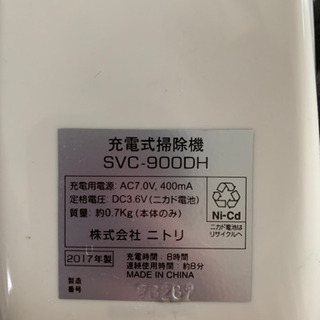 充電式掃除機
SVC-900DH
充電用電源: AC7.0V, 400mA
定格電圧: DC3.6V(ニカド電池)
質量: 約0.7Kg(本体のみ)
Ni-Cd
ニカド電池は
リサイクルへ
株式会社 ニトリ
2017年製
充電時間: 8時間
連続使用時間: 約8分
MADE IN CHINA
製造
番号